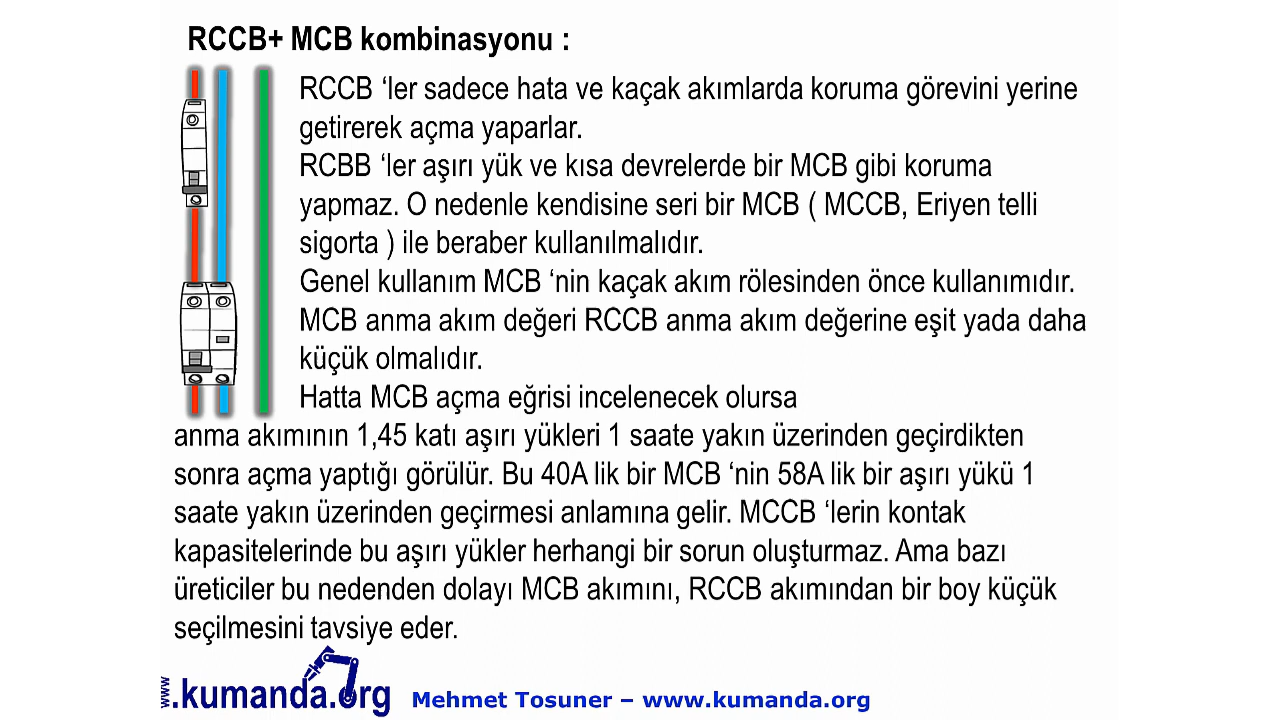 RCCB+ MCB kombinasyonu :
RCCB ‘ler sadece hata ve kaçak akımlarda koruma görevini yerine
getirerek açma yaparlar.
RCBB ‘ler aşırı yük ve kısa devrelerde bir MCB gibi koruma
yapmaz. O nedenle kendisine seri bir MCB ( MCCB, Eriyen telli
sigorta ) ile beraber kullanılmalıdır.
Genel kullanım MCB ‘nin kaçak akım rölesinden önce kullanımıdır.
MCB anma akım değeri RCCB anma akım değerine eşit yada daha
küçük olmalıdır.
Hatta MCB açma eğrisi incelenecek olursa
anma akımının 1,45 katı aşırı yükleri 1 saate yakın üzerinden geçirdikten
sonra açma yaptığı görülür. Bu 40A lik bir MCB ‘nin 58A lik bir aşırı yükü 1
saate yakın üzerinden geçirmesi anlamına gelir. MCCB ‘lerin kontak
kapasitelerinde bu aşırı yükler herhangi bir sorun oluşturmaz. Ama bazı
üreticiler bu nedenden dolayı MCB akımını, RCCB akımından bir boy küçük
seçilmesini tavsiye eder.
www.kumanda.org
Mehmet Tosuner – www.kumanda.org